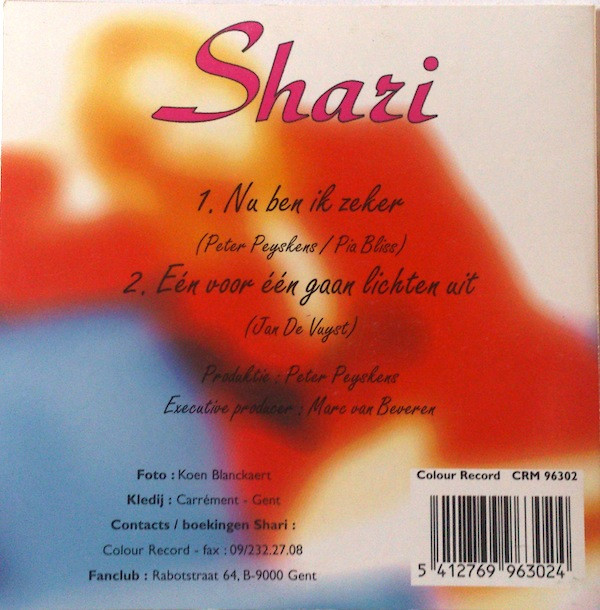 Shari
1. Nu ben ik zeker
(Peter Peyskens / Pia Bliss)
2. Eén voor één gaan lichten uit
(Jan De Vuyst)
Produktie : Peter Peyskens
Executive producer : Marc van Beveren
Foto : Koen Blanckaert
Kledij : Carrément - Gent
Contacts / boekingen Shari :
Colour Record - fax : 09/232.27.08
Fanclub : Rabotstraat 64, B-9000 Gent
Colour Record CRM 96302
5 412769 963024